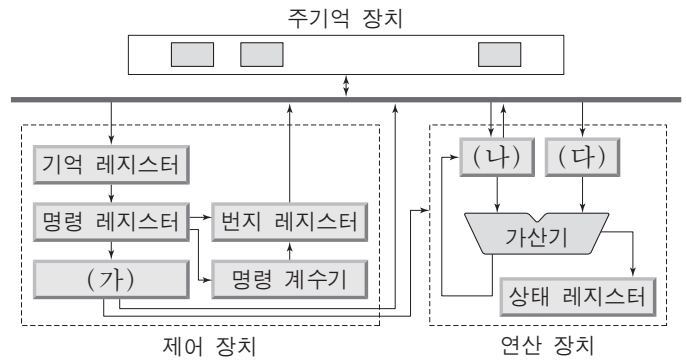 주기억 장치
기억 레지스터
명령 레지스터
번지 레지스터
(가)
명령 계수기
제어 장치
(나)
(다)
가산기
상태 레지스터
연산 장치